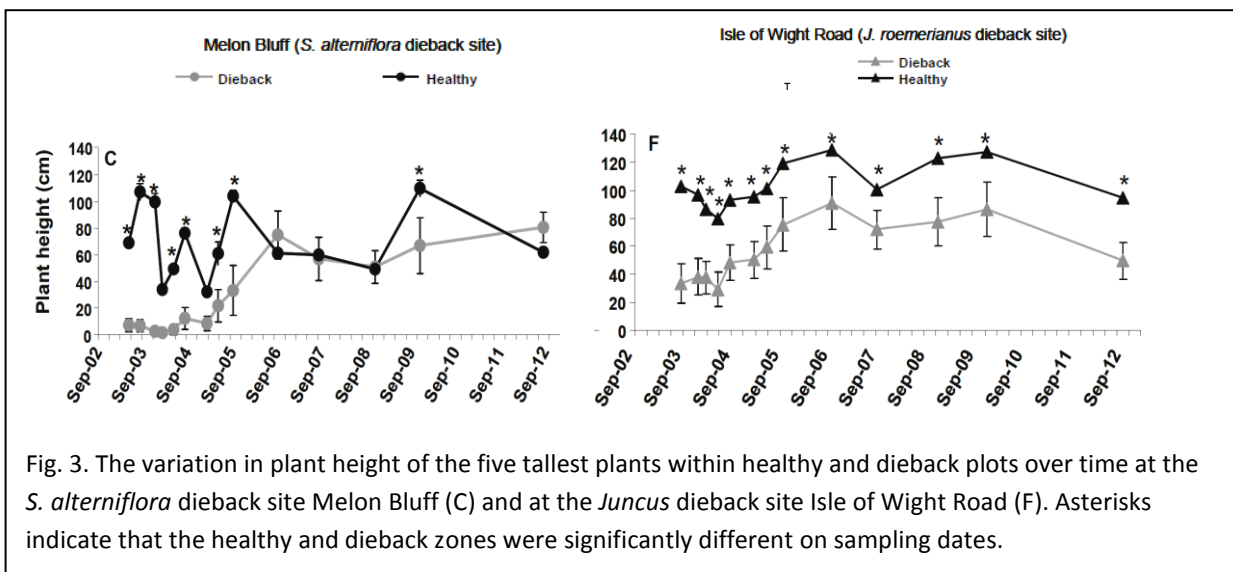 Melon Bluff (S. alterniflora dieback site)
Dieback Healthy
C
Plant height (cm)
140
120
100
80
60
40
20
0
* * * * * * * *
Sep-02 Sep-03 Sep-04 Sep-05 Sep-06 Sep-07 Sep-08 Sep-09 Sep-10 Sep-11 Sep-12
Isle of Wight Road (J. roemerianus dieback site)
Dieback
Healthy
F
140
120
100
80
60
40
20
0
* * * * * * * * * * * * *
Sep-02 Sep-03 Sep-04 Sep-05 Sep-06 Sep-07 Sep-08 Sep-09 Sep-10 Sep-11 Sep-12
Fig. 3. The variation in plant height of the five tallest plants within healthy and dieback plots over time at the
S. alterniflora dieback site Melon Bluff (C) and at the Juncus dieback site Isle of Wight Road (F). Asterisks
indicate that the healthy and dieback zones were significantly different on sampling dates.